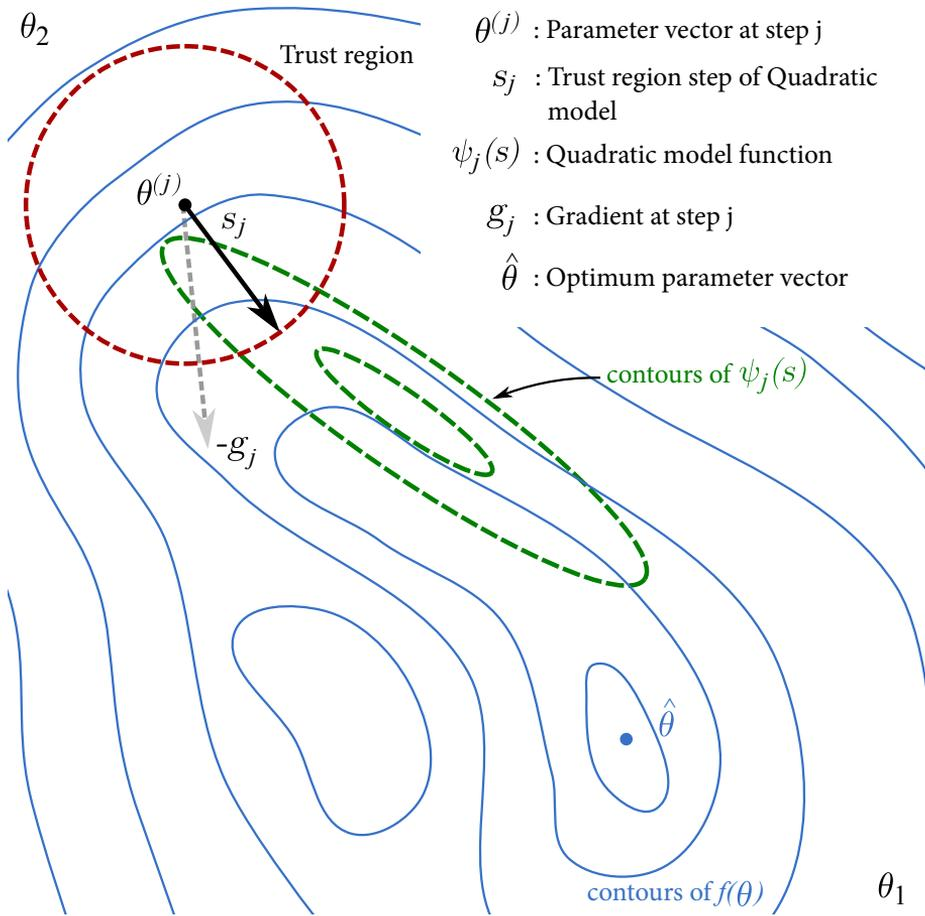 θ₂
Trust region
θ⁽ʲ⁾ : Parameter vector at step j
sⱼ : Trust region step of Quadratic
model
ψⱼ(s) : Quadratic model function
gⱼ : Gradient at step j
θ̂ : Optimum parameter vector
θ⁽ʲ⁾
sⱼ
contours of ψⱼ(s)
-gⱼ
θ̂
contours of f(θ)
θ₁